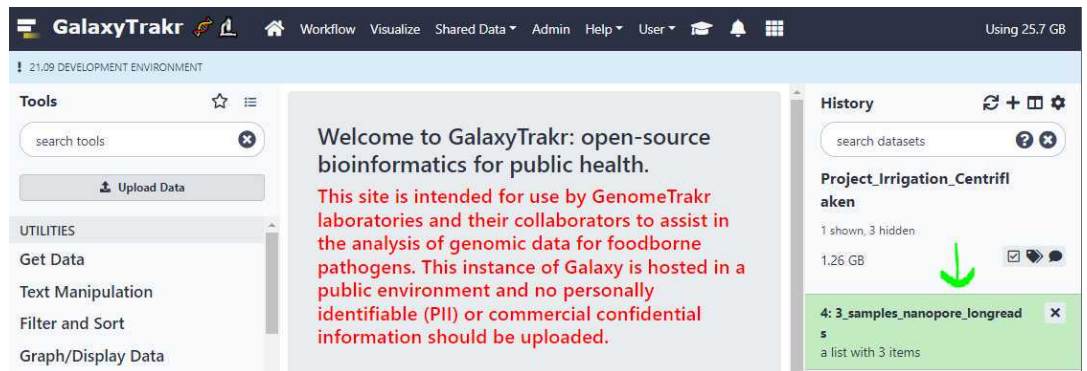 GalaxyTrakr Workflow Visualize Shared Data Admin Help User Using 25.7 GB
! 21.09 DEVELOPMENT ENVIRONMENT
Tools
search tools
Upload Data
UTILITIES
Get Data
Text Manipulation
Filter and Sort
Graph/Display Data
Welcome to GalaxyTrakr: open-source
bioinformatics for public health.
This site is intended for use by GenomeTrakr
laboratories and their collaborators to assist in
the analysis of genomic data for foodborne
pathogens. This instance of Galaxy is hosted in a
public environment and no personally
identifiable (PII) or commercial confidential
information should be uploaded.
History
search datasets
Project_Irrigation_Centrifl
aken
1 shown, 3 hidden
1.26 GB
4: 3_samples_nanopore_longread
s
a list with 3 items